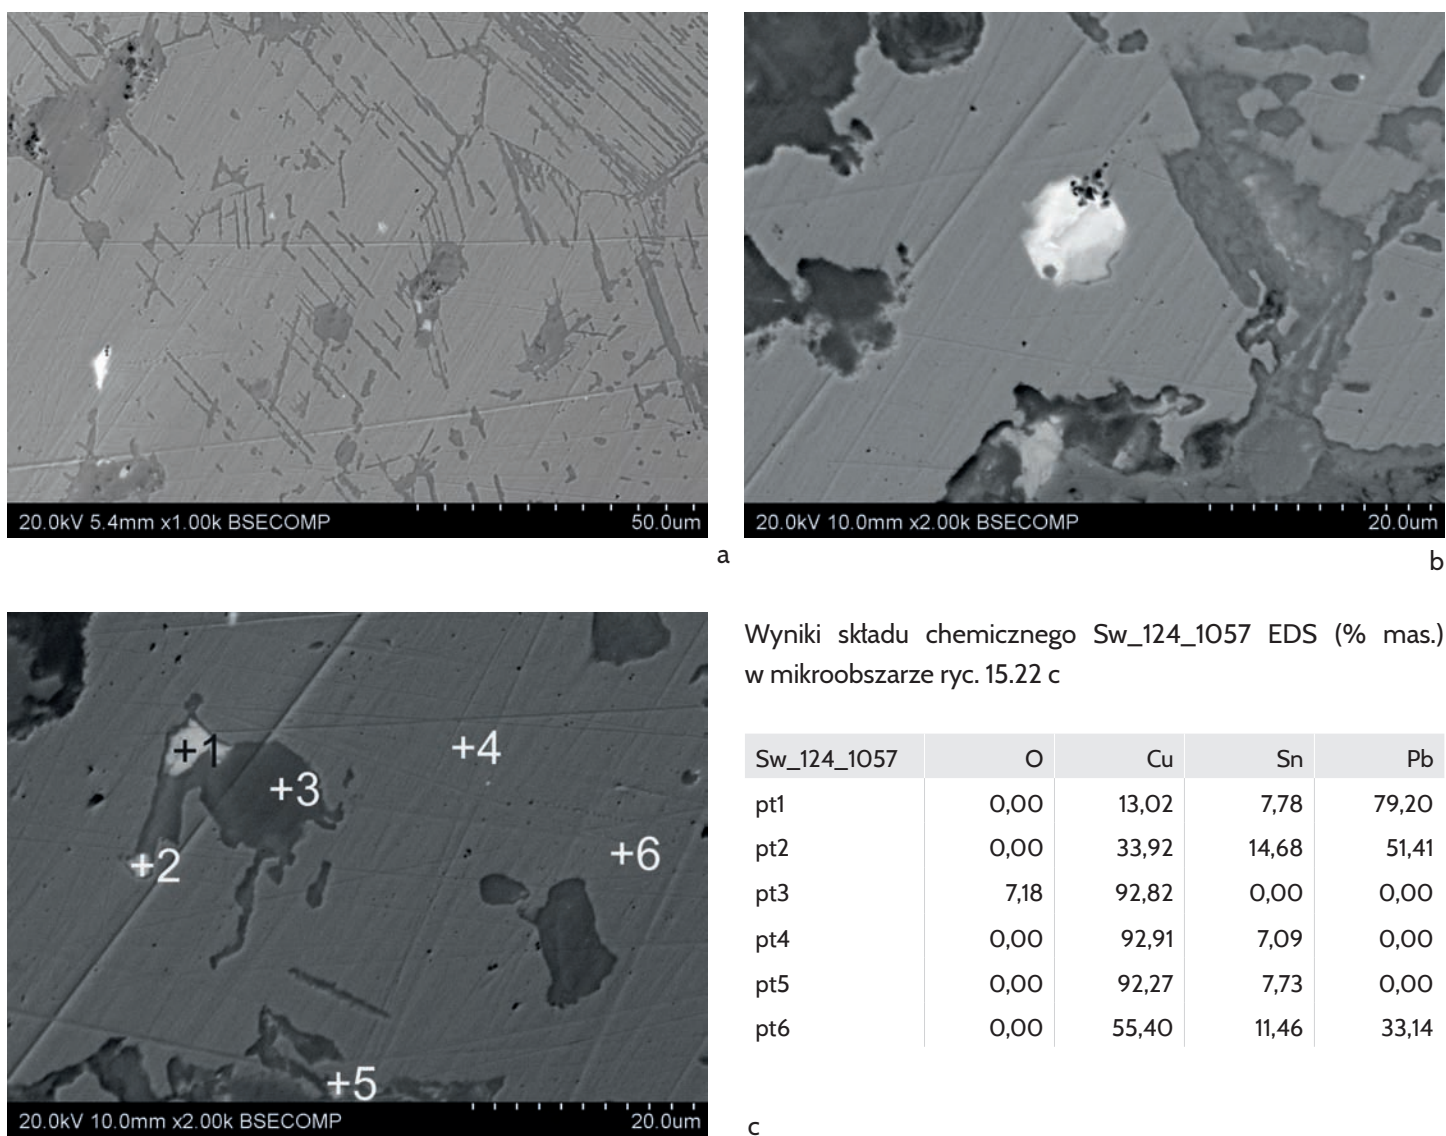 20.0kV 5.4mm x1.00k BSECOMP 50.0um
a
20.0kV 10.0mm x2.00k BSECOMP 20.0um
b
+1
+2
+3
+4
+5
+6
20.0kV 10.0mm x2.00k BSECOMP 20.0um
c
Wyniki składu chemicznego Sw_124_1057 EDS (% mas.)
w mikroobszarze ryc. 15.22 c
Sw_124_1057 O Cu Sn Pb
pt1 0,00 13,02 7,78 79,20
pt2 0,00 33,92 14,68 51,41
pt3 7,18 92,82 0,00 0,00
pt4 0,00 92,91 7,09 0,00
pt5 0,00 92,27 7,73 0,00
pt6 0,00 55,40 11,46 33,14